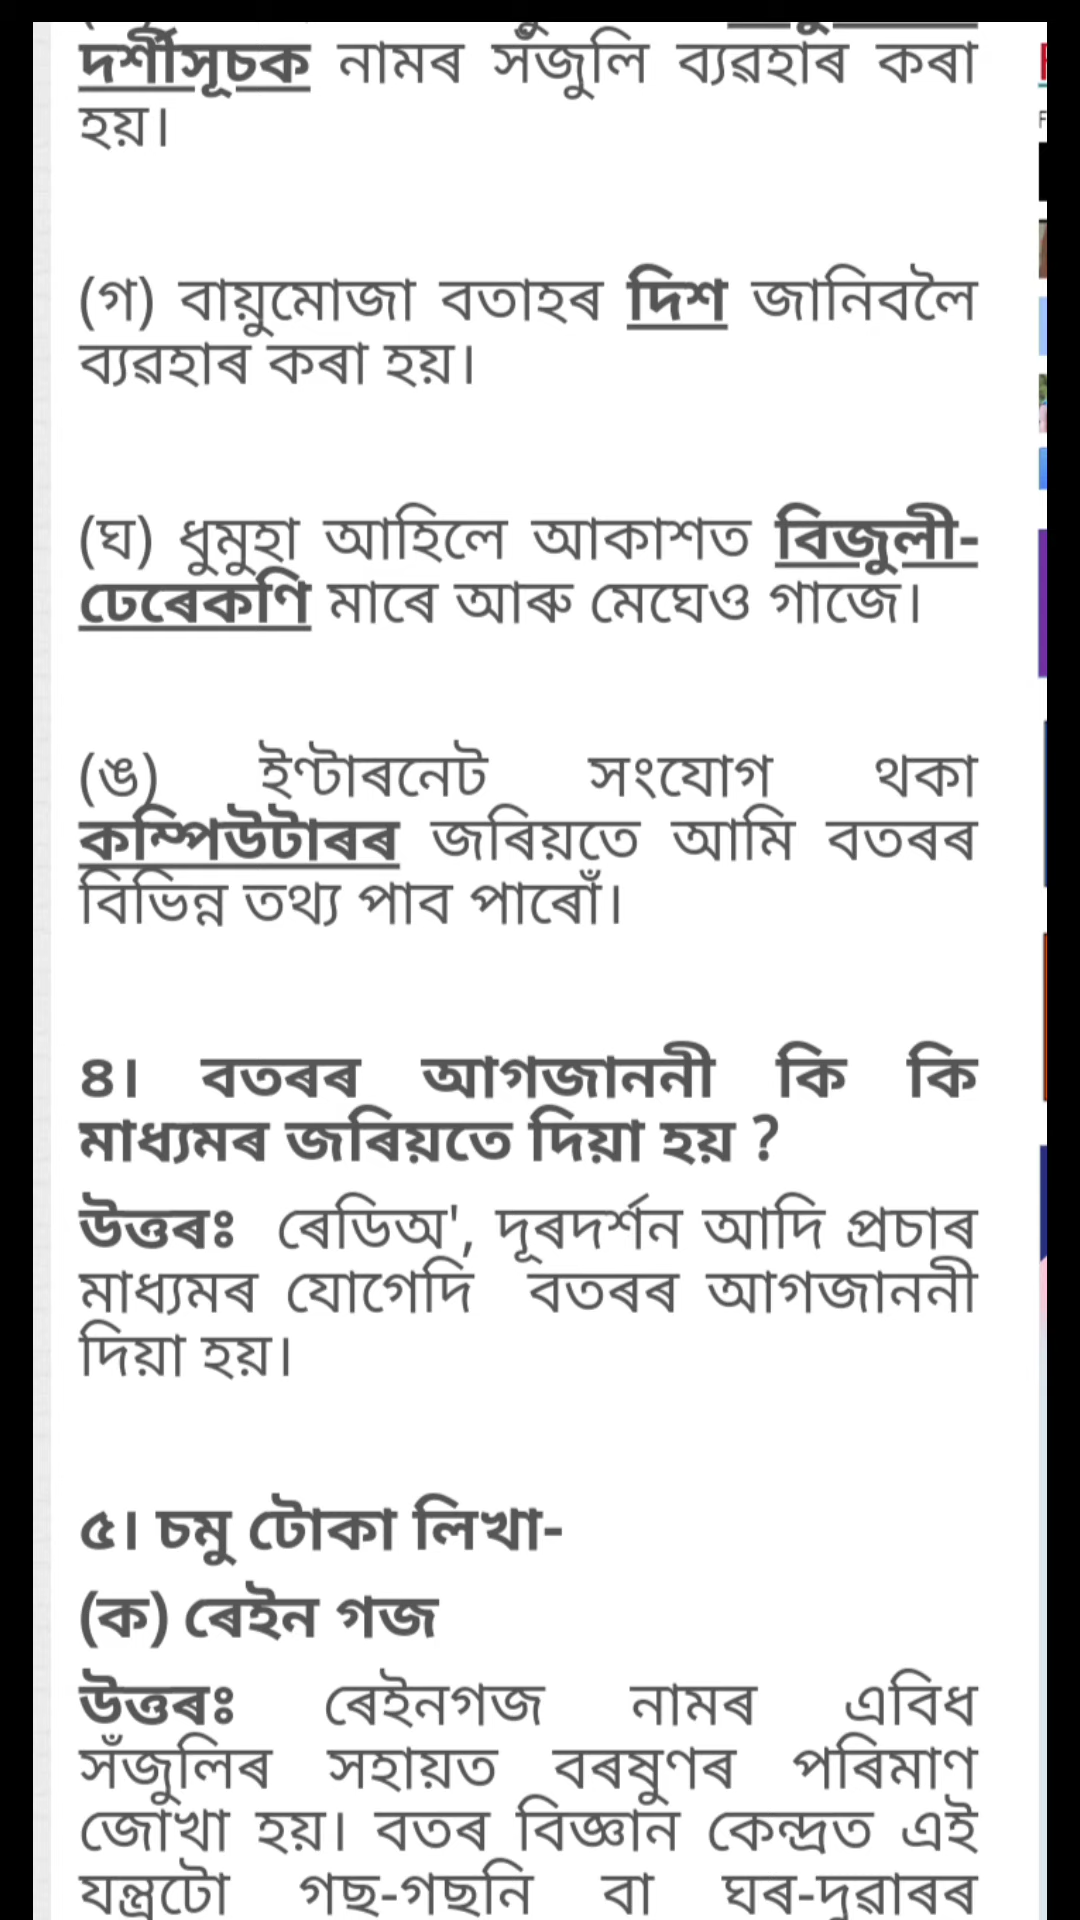 দৰ্শীসূচক নামৰ সঁজুলি ব্যৱহাৰ কৰা
হয়।
(গ) বায়ুমোজা বতাহৰ দিশ জানিবলৈ
ব্যৱহাৰ কৰা হয়।
(ঘ) ধুমুহা আহিলে আকাশত বিজুলী-
ঢেৰেকণি মাৰে আৰু মেঘেও গাজে।
(ঙ) ইণ্টাৰনেট সংযোগ থকা
কম্পিউটাৰৰ জৰিয়তে আমি বতৰৰ
বিভিন্ন তথ্য পাব পাৰোঁ।
৪। বতৰৰ আগজাননী কি কি
মাধ্যমৰ জৰিয়তে দিয়া হয় ?
উত্তৰঃ ৰেডিঅ', দূৰদৰ্শন আদি প্ৰচাৰ
মাধ্যমৰ যোগেদি বতৰৰ আগজাননী
দিয়া হয়।
৫। চমু টোকা লিখা-
(ক) ৰেইন গজ
উত্তৰঃ ৰেইনগজ নামৰ এবিধ
সঁজুলিৰ সহায়ত বৰষুণৰ পৰিমাণ
জোখা হয়। বতৰ বিজ্ঞান কেন্দ্ৰত এই
যন্ত্ৰটো গছ-গছনি বা ঘৰ-দুৱাৰৰ